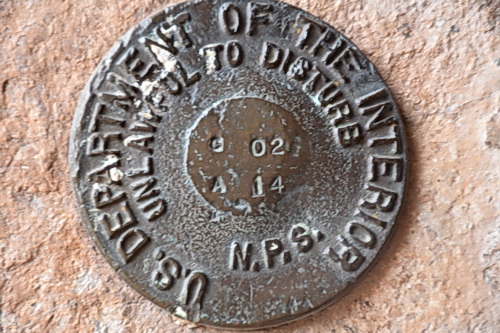 U.S. DEPARTMENT OF THE INTERIOR
UNLAWFUL TO DISTURB
G 02
A 14
N.P.S.